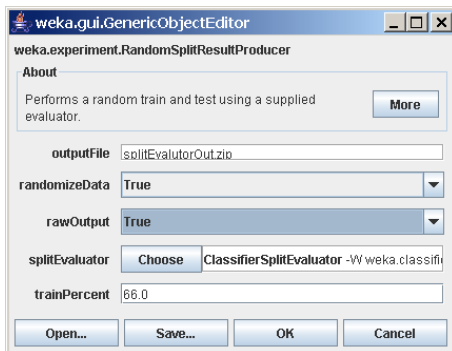 weka.gui.GenericObjectEditor
weka.experiment.RandomSplitResultProducer
About
Performs a random train and test using a supplied
evaluator.
More
outputFile splitEvalutorOut.zip
randomizeData True
rawOutput True
splitEvaluator Choose ClassifierSplitEvaluator -W weka.classifi
trainPercent 66.0
Open... Save... OK Cancel